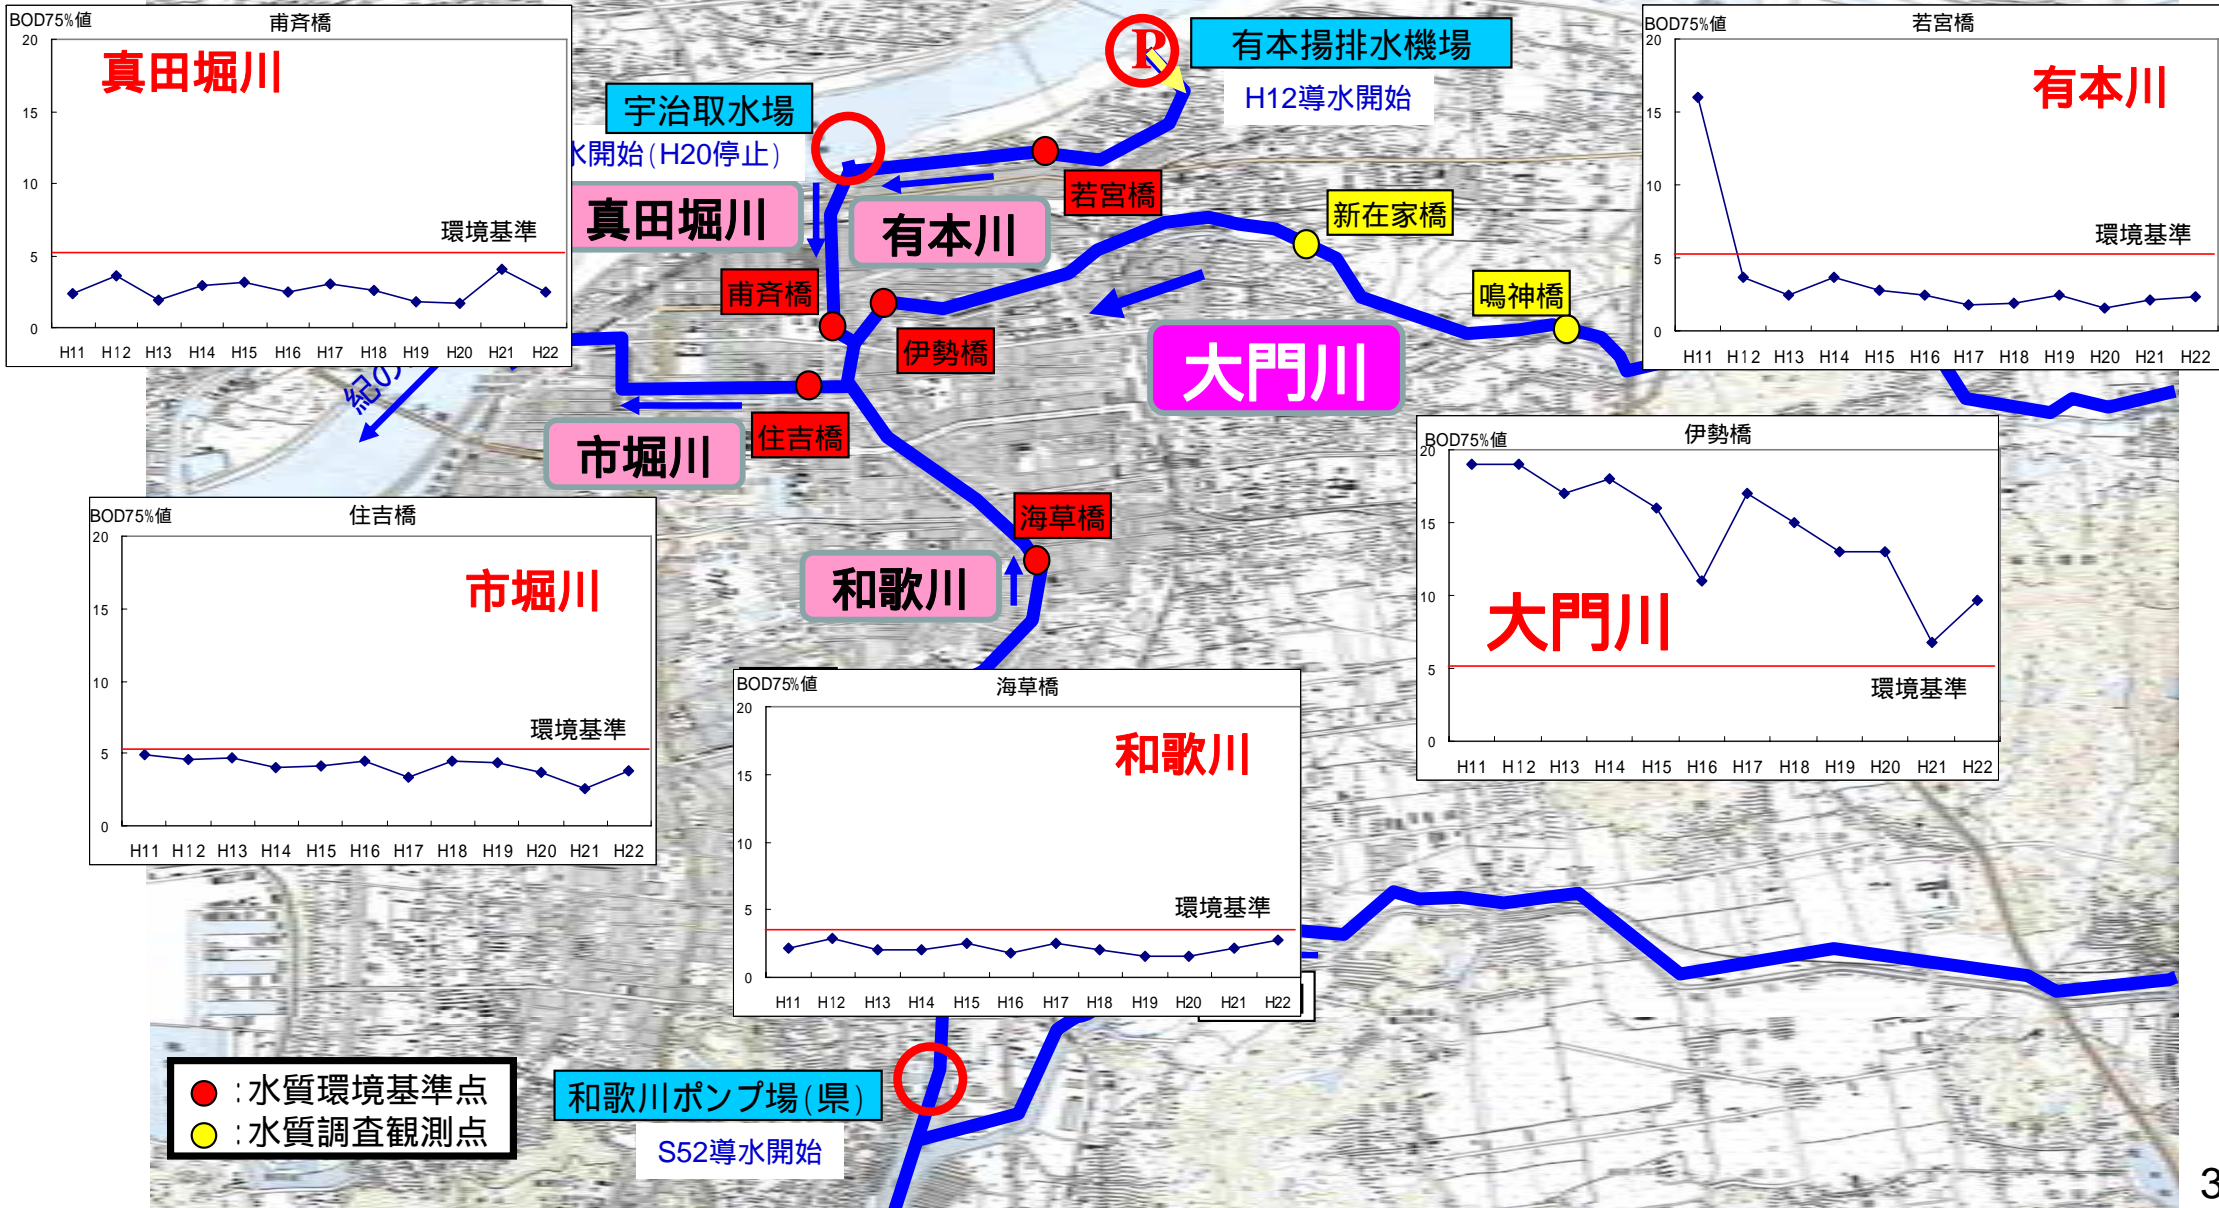 BOD75%値
甫斉橋
真田堀川
20
15
10
5
0
環境基準
H11 H12 H13 H14 H15 H16 H17 H18 H19 H20 H21 H22
宇治取水場
水開始(H20停止)
P
有本揚排水機場
H12導水開始
BOD75%値
若宮橋
有本川
20
15
10
5
0
環境基準
H11 H12 H13 H14 H15 H16 H17 H18 H19 H20 H21 H22
真田堀川
有本川
若宮橋
新在家橋
鳴神橋
甫斉橋
伊勢橋
大門川
紀の
市堀川
住吉橋
海草橋
和歌川
BOD75%値
伊勢橋
大門川
20
15
10
5
0
環境基準
H11 H12 H13 H14 H15 H16 H17 H18 H19 H20 H21 H22
BOD75%値
住吉橋
市堀川
20
15
10
5
0
環境基準
H11 H12 H13 H14 H15 H16 H17 H18 H19 H20 H21 H22
BOD75%値
海草橋
和歌川
20
15
10
5
0
環境基準
H11 H12 H13 H14 H15 H16 H17 H18 H19 H20 H21 H22
:水質環境基準点
:水質調査観測点
和歌川ポンプ場(県)
S52導水開始
3